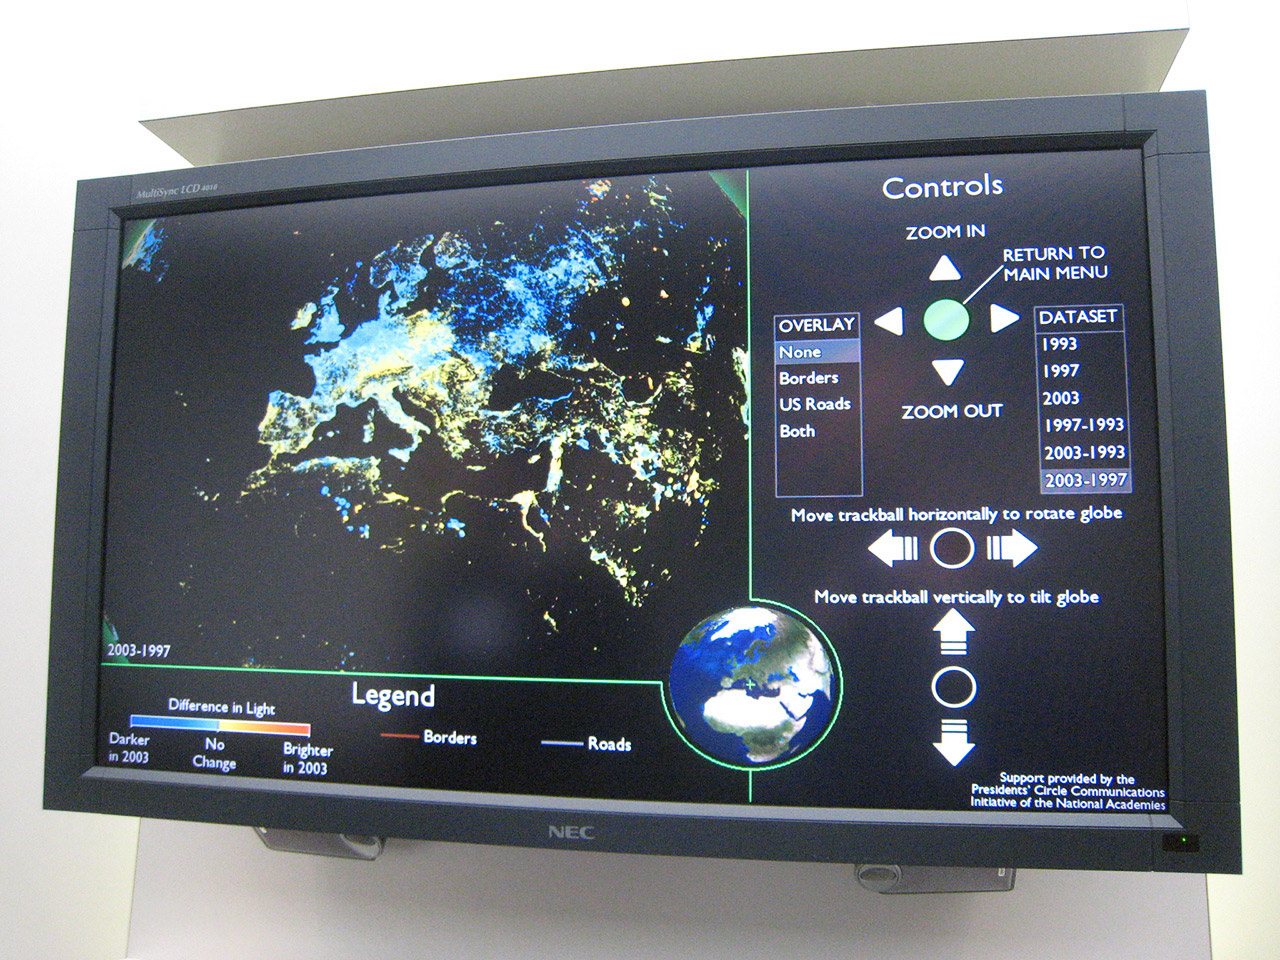 MultiSync LCD 4010
Controls
ZOOM IN
RETURN TO
MAIN MENU
OVERLAY
None
Borders
US Roads
Both
DATASET
1993
1997
2003
1997-1993
2003-1993
2003-1997
ZOOM OUT
Move trackball horizontally to rotate globe
Move trackball vertically to tilt globe
2003-1997
Legend
Difference in Light
Darker
in 2003
No
Change
Brighter
in 2003
Borders
Roads
Support provided by the
Presidents' Circle Communications
Initiative of the National Academies
NEC